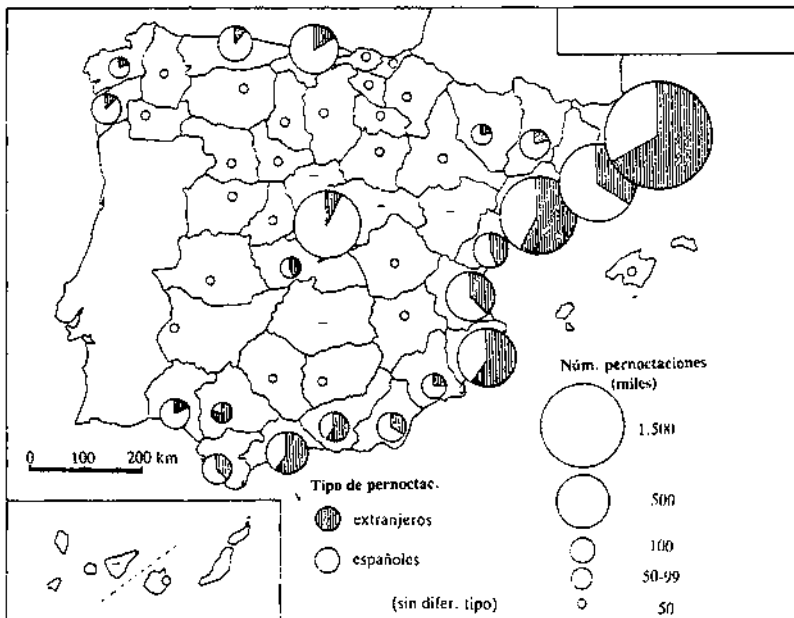 0 100 200 km
Tipo de pernoctac.
extranjeros
españoles
(sin difer. tipo)
Núm. pernoctaciones
(miles)
1.500
500
100
50-99
50